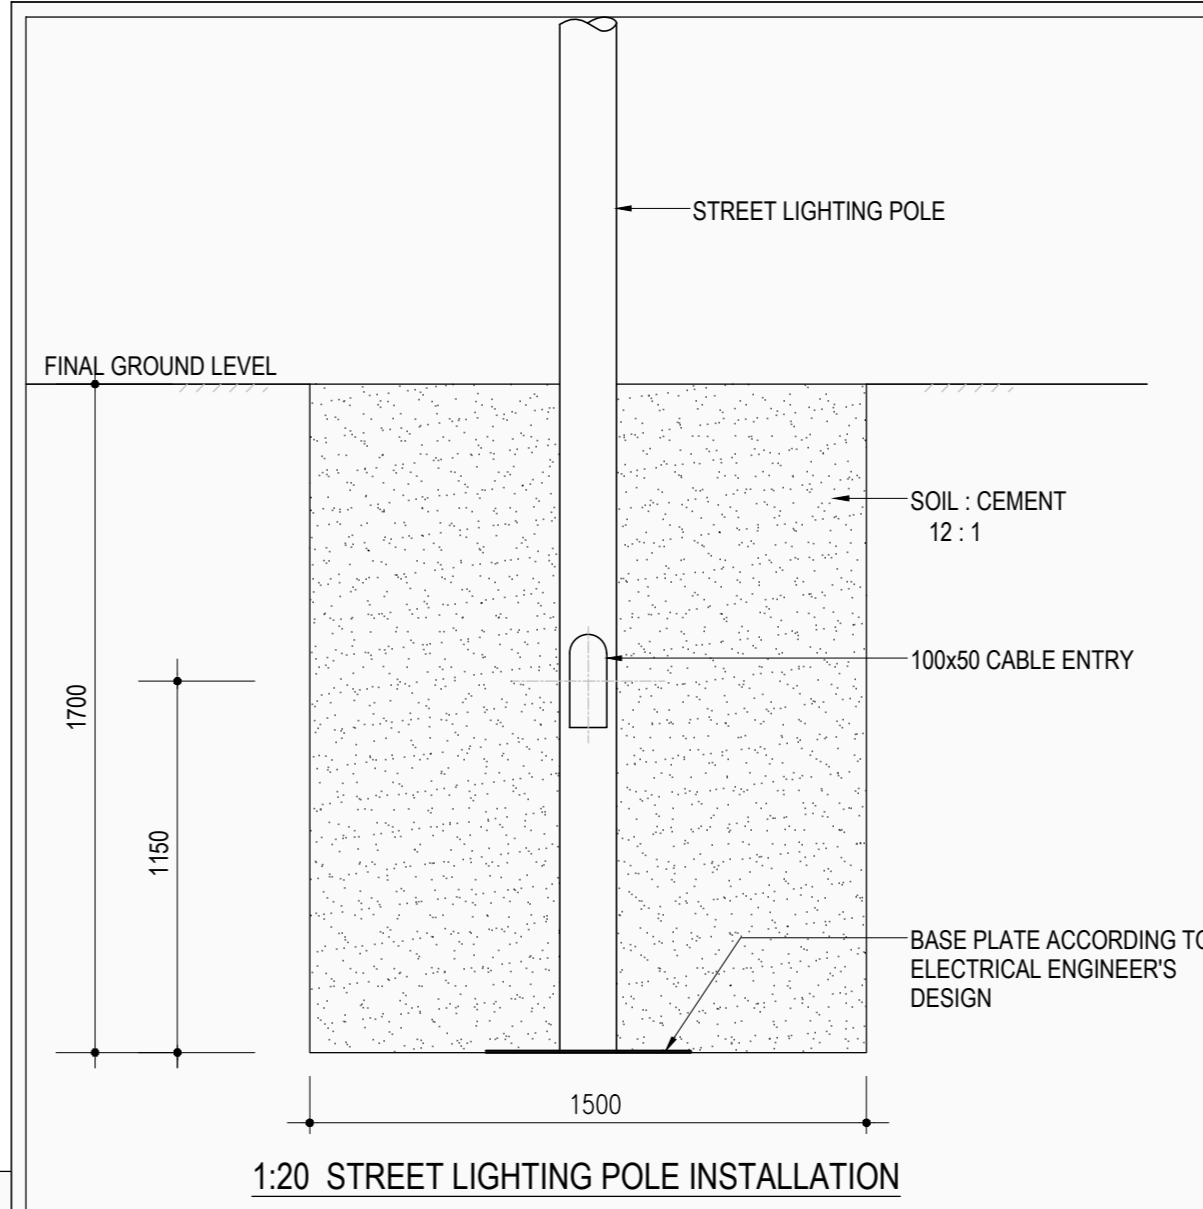 STREET LIGHTING POLE
FINAL GROUND LEVEL
SOIL : CEMENT
12 : 1
100x50 CABLE ENTRY
1700
1150
BASE PLATE ACCORDING TO
ELECTRICAL ENGINEER'S
DESIGN
1500
1:20 STREET LIGHTING POLE INSTALLATION